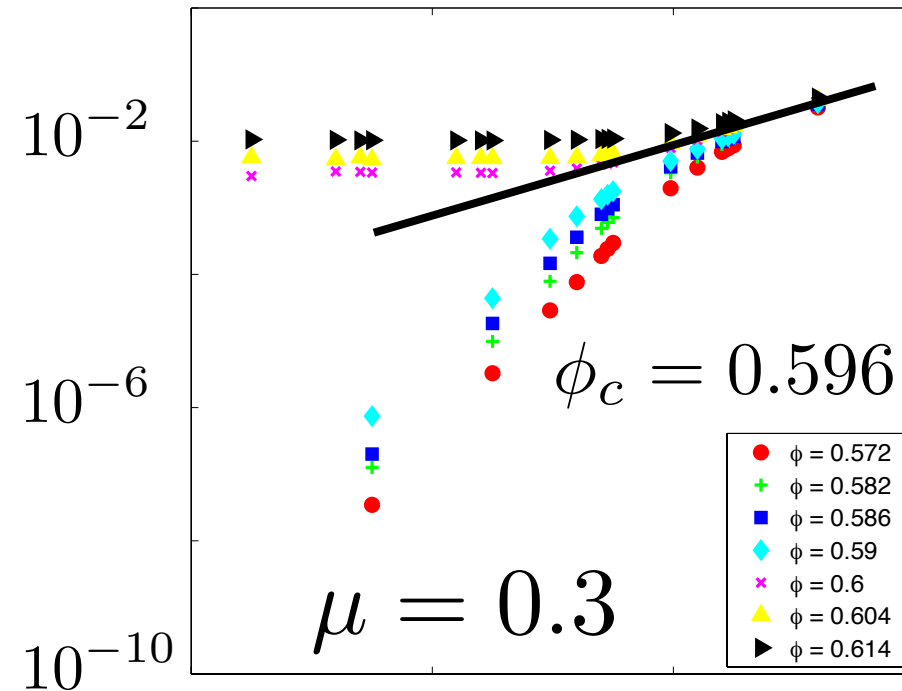 10^{-2}
10^{-6}
10^{-10}
ϕ_c = 0.596
μ = 0.3
ϕ = 0.572
ϕ = 0.582
ϕ = 0.586
ϕ = 0.59
ϕ = 0.6
ϕ = 0.604
ϕ = 0.614